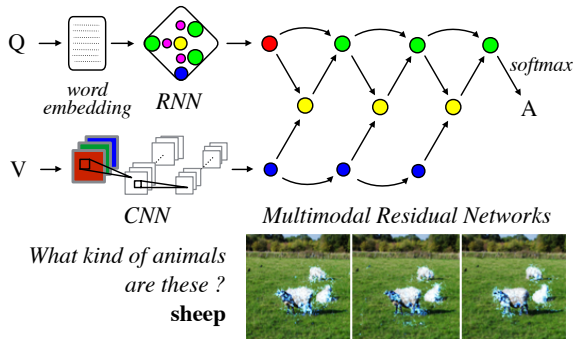 Q
word
embedding
RNN
softmax
A
V
CNN
Multimodal Residual Networks
What kind of animals
are these ?
sheep